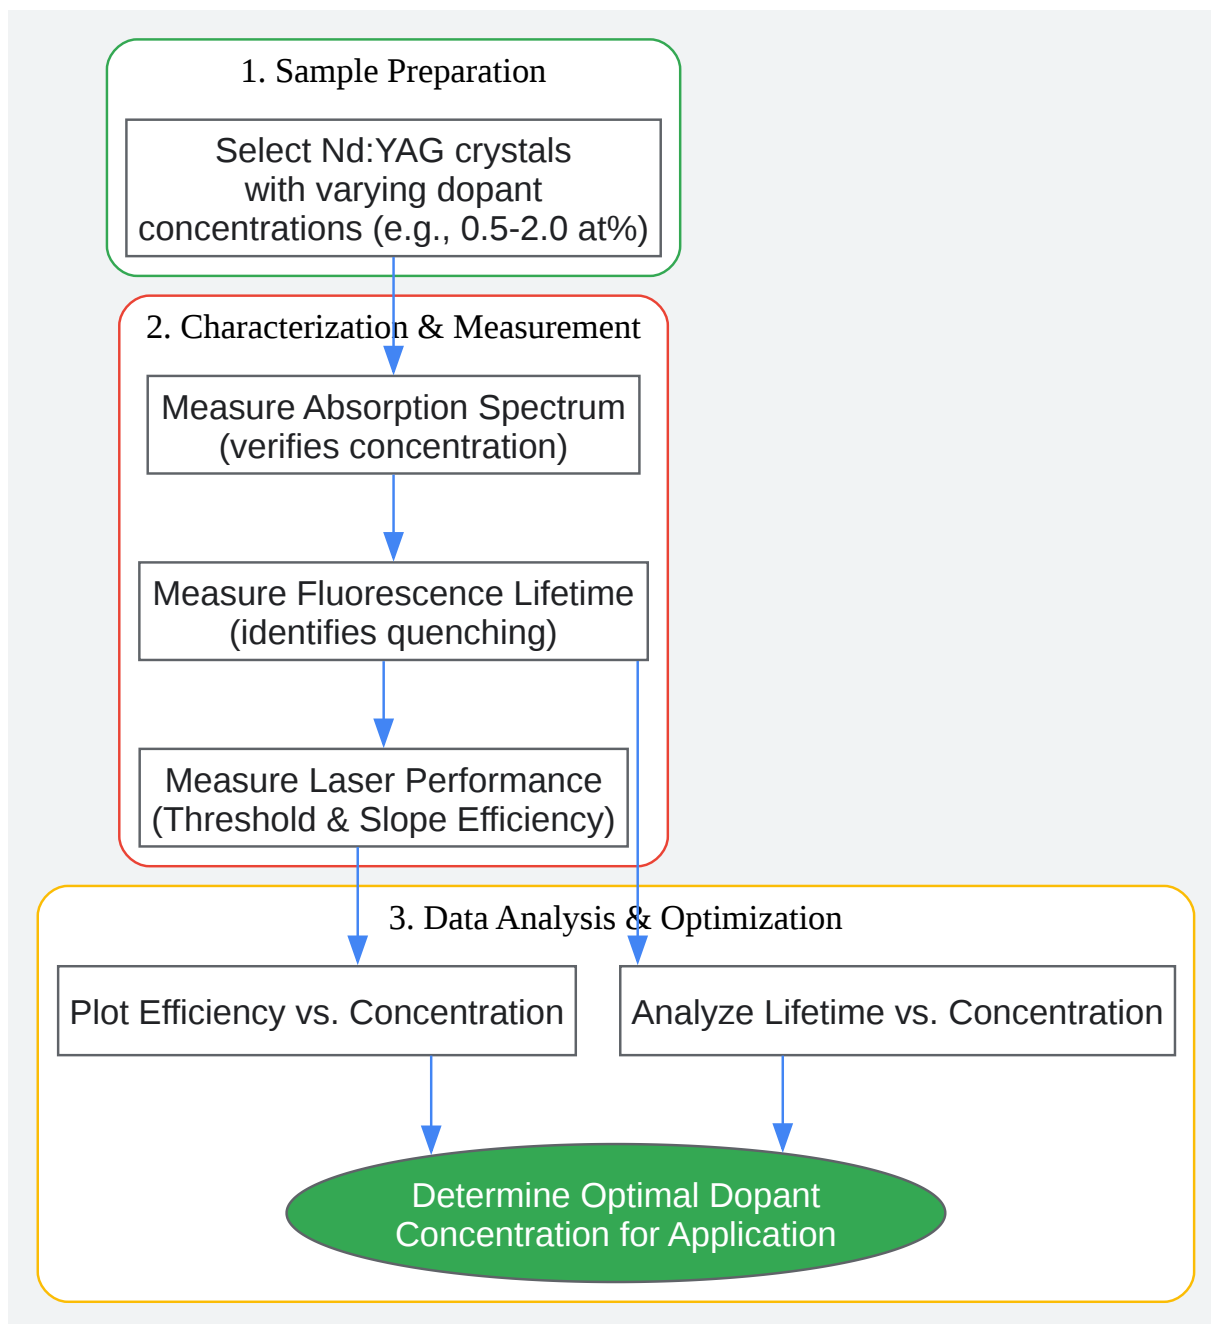 1. Sample Preparation
Select Nd:YAG crystals
with varying dopant
concentrations (e.g., 0.5-2.0 at%)
2. Characterization & Measurement
Measure Absorption Spectrum
(verifies concentration)
Measure Fluorescence Lifetime
(identifies quenching)
Measure Laser Performance
(Threshold & Slope Efficiency)
3. Data Analysis & Optimization
Plot Efficiency vs. Concentration
Analyze Lifetime vs. Concentration
Determine Optimal Dopant
Concentration for Application